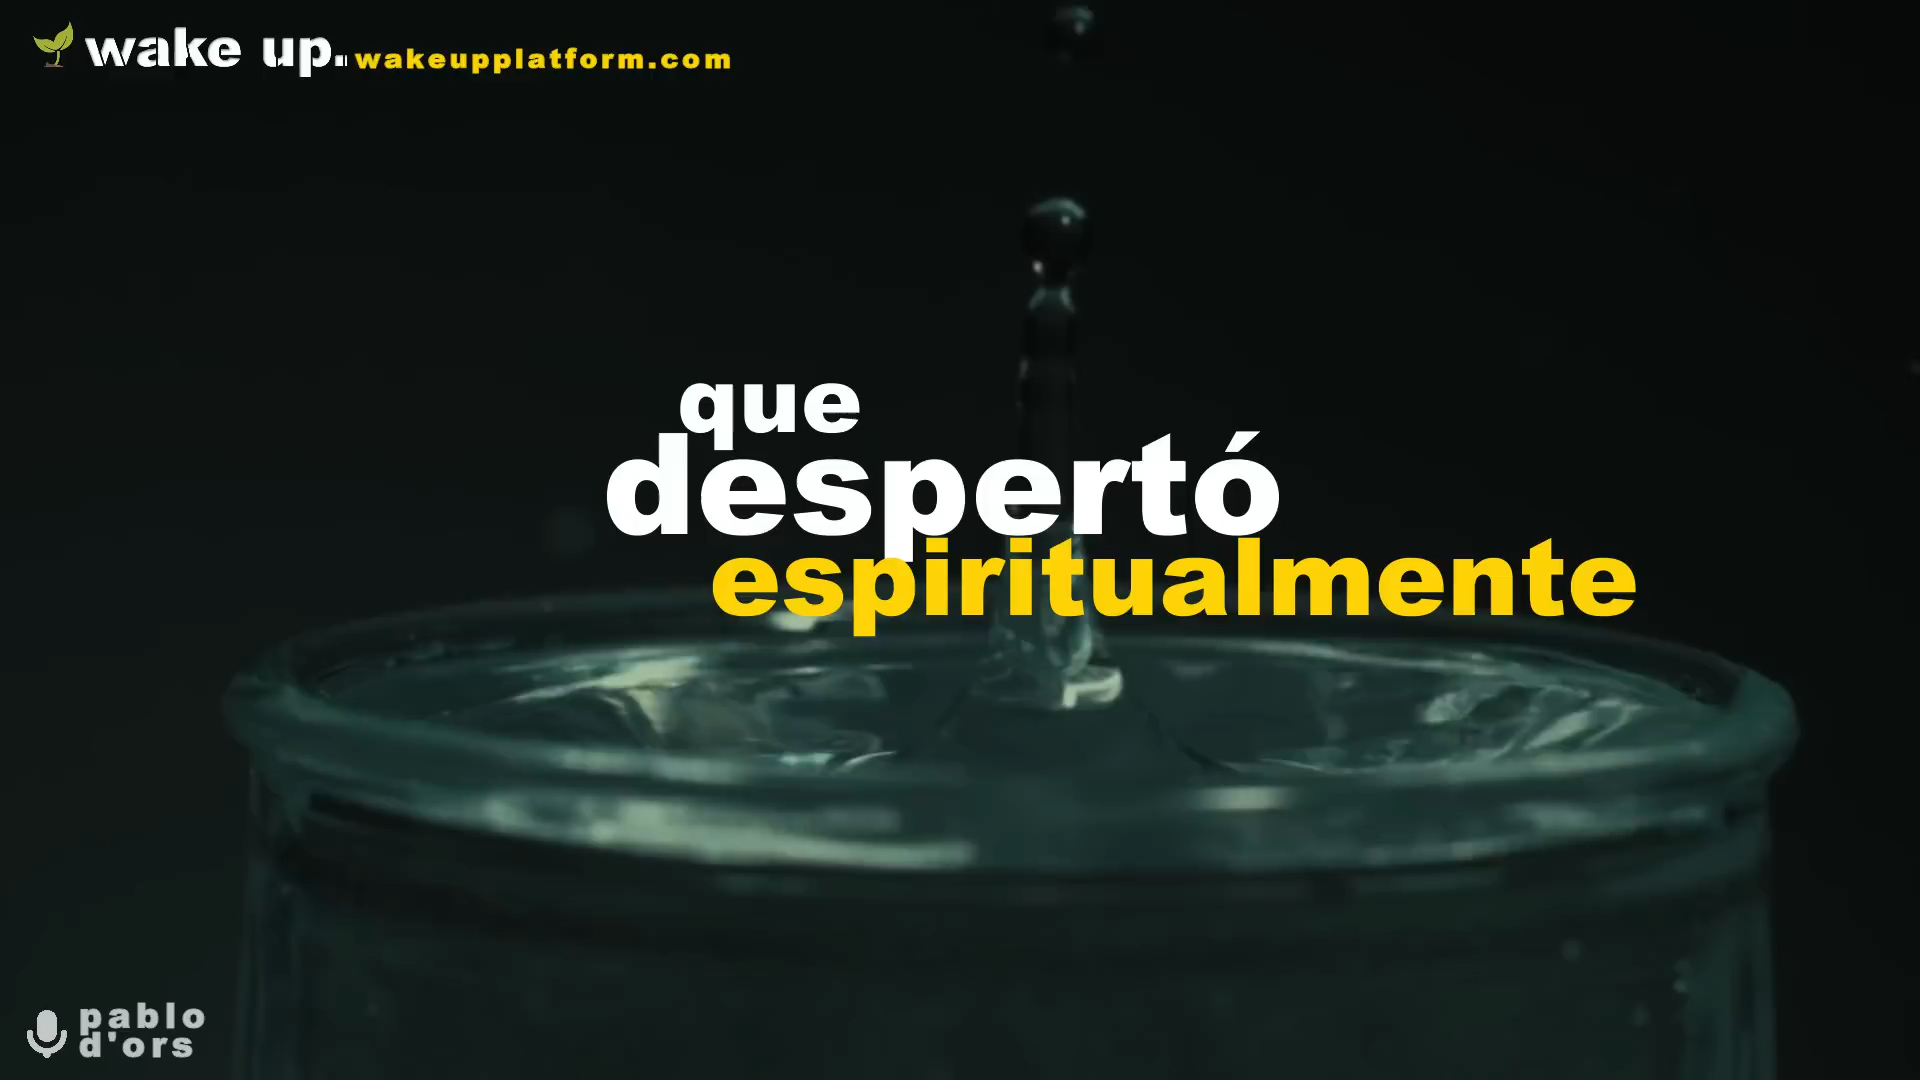 wake up.
wakeupplatform.com
que
despertó
espiritualmente
pablo
d'ors